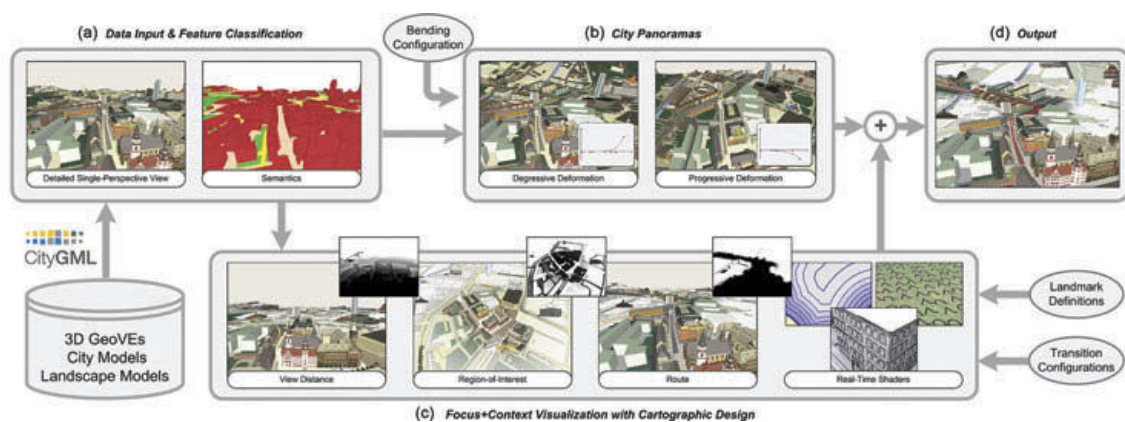 (a) Data Input & Feature Classification
Bending
Configuration
(b) City Panoramas
(d) Output
Detailed Single-Perspective View
Semantics
Degressive Deformation
Progressive Deformation
+
CityGML
3D GeoVEs
City Models
Landscape Models
View Distance
Region-of-Interest
Route
Real-Time Shaders
Landmark
Definitions
Transition
Configurations
(c) Focus+Context Visualization with Cartographic Design